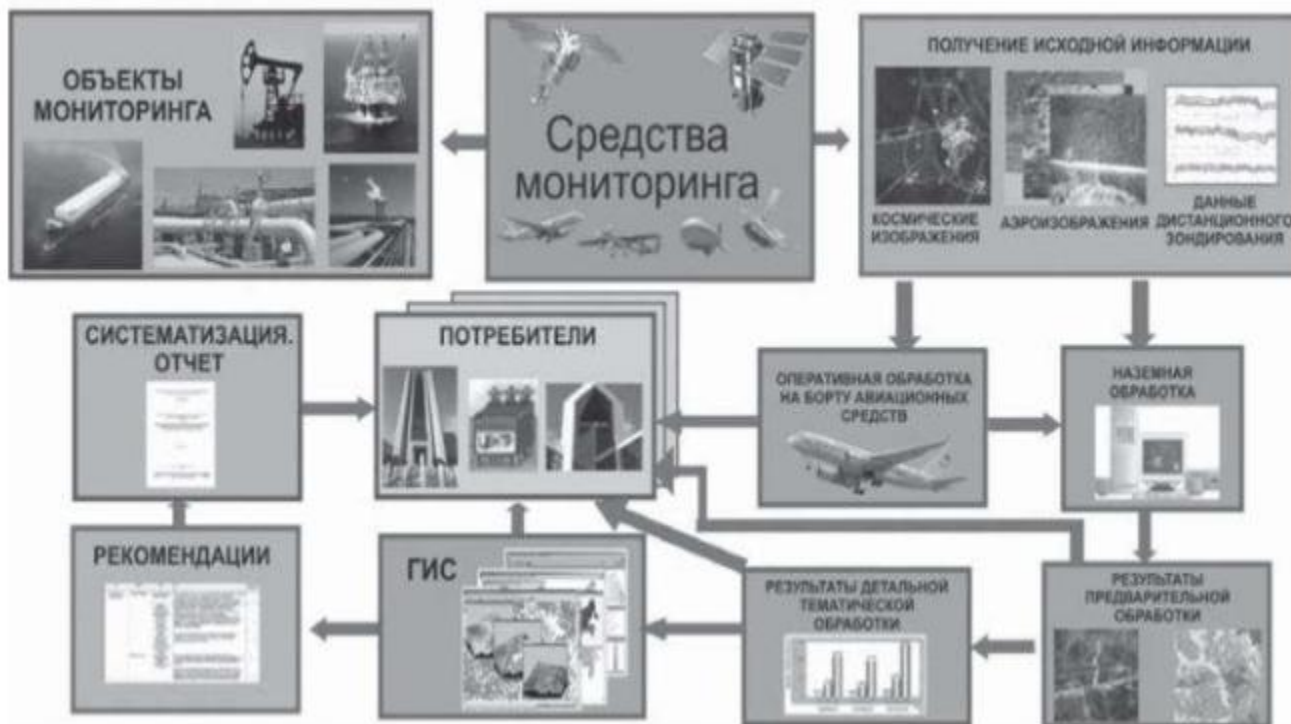 ОБЪЕКТЫ
МОНИТОРИНГА
Средства
мониторинга
ПОЛУЧЕНИЕ ИСХОДНОЙ ИНФОРМАЦИИ
КОСМИЧЕСКИЕ
ИЗОБРАЖЕНИЯ
АЭРОИЗОБРАЖЕНИЯ
ДАННЫЕ
ДИСТАНЦИОННОГО
ЗОНДИРОВАНИЯ
СИСТЕМАТИЗАЦИЯ.
ОТЧЕТ
ПОТРЕБИТЕЛИ
ОПЕРАТИВНАЯ ОБРАБОТКА
НА БОРТУ АВИАЦИОННЫХ
СРЕДСТВ
НАЗЕМНАЯ
ОБРАБОТКА
РЕКОМЕНДАЦИИ
ГИС
РЕЗУЛЬТАТЫ ДЕТАЛЬНОЙ
ТЕМАТИЧЕСКОЙ
ОБРАБОТКИ
РЕЗУЛЬТАТЫ
ПРЕДВАРИТЕЛЬНОЙ
ОБРАБОТКИ